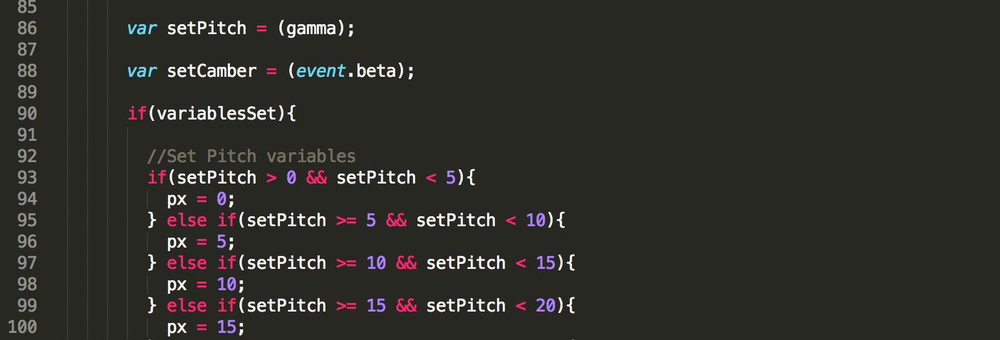 85
86 var setPitch = (gamma);
87
88 var setCamber = (event.beta);
89
90 if(variablesSet){
91
92 //Set Pitch variables
93 if(setPitch > 0 && setPitch < 5){
94 px = 0;
95 } else if(setPitch >= 5 && setPitch < 10){
96 px = 5;
97 } else if(setPitch >= 10 && setPitch < 15){
98 px = 10;
99 } else if(setPitch >= 15 && setPitch < 20){
100 px = 15;